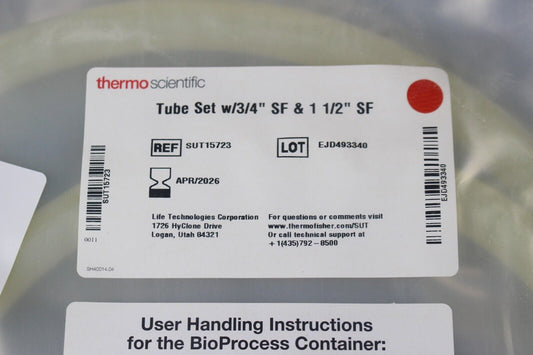 thermo scientific
Tube Set w/3/4" SF & 1 1/2" SF
REF SUT15723
LOT EJD493340
APR/2026
SUT15723
EJD493340
Life Technologies Corporation
1726 HyClone Drive
Logan, Utah 84321
For questions or comments visit
www.thermofisher.com/SUT
Or call technical support at
+1(435)792-8500
0011
User Handling Instructions
for the BioProcess Container: